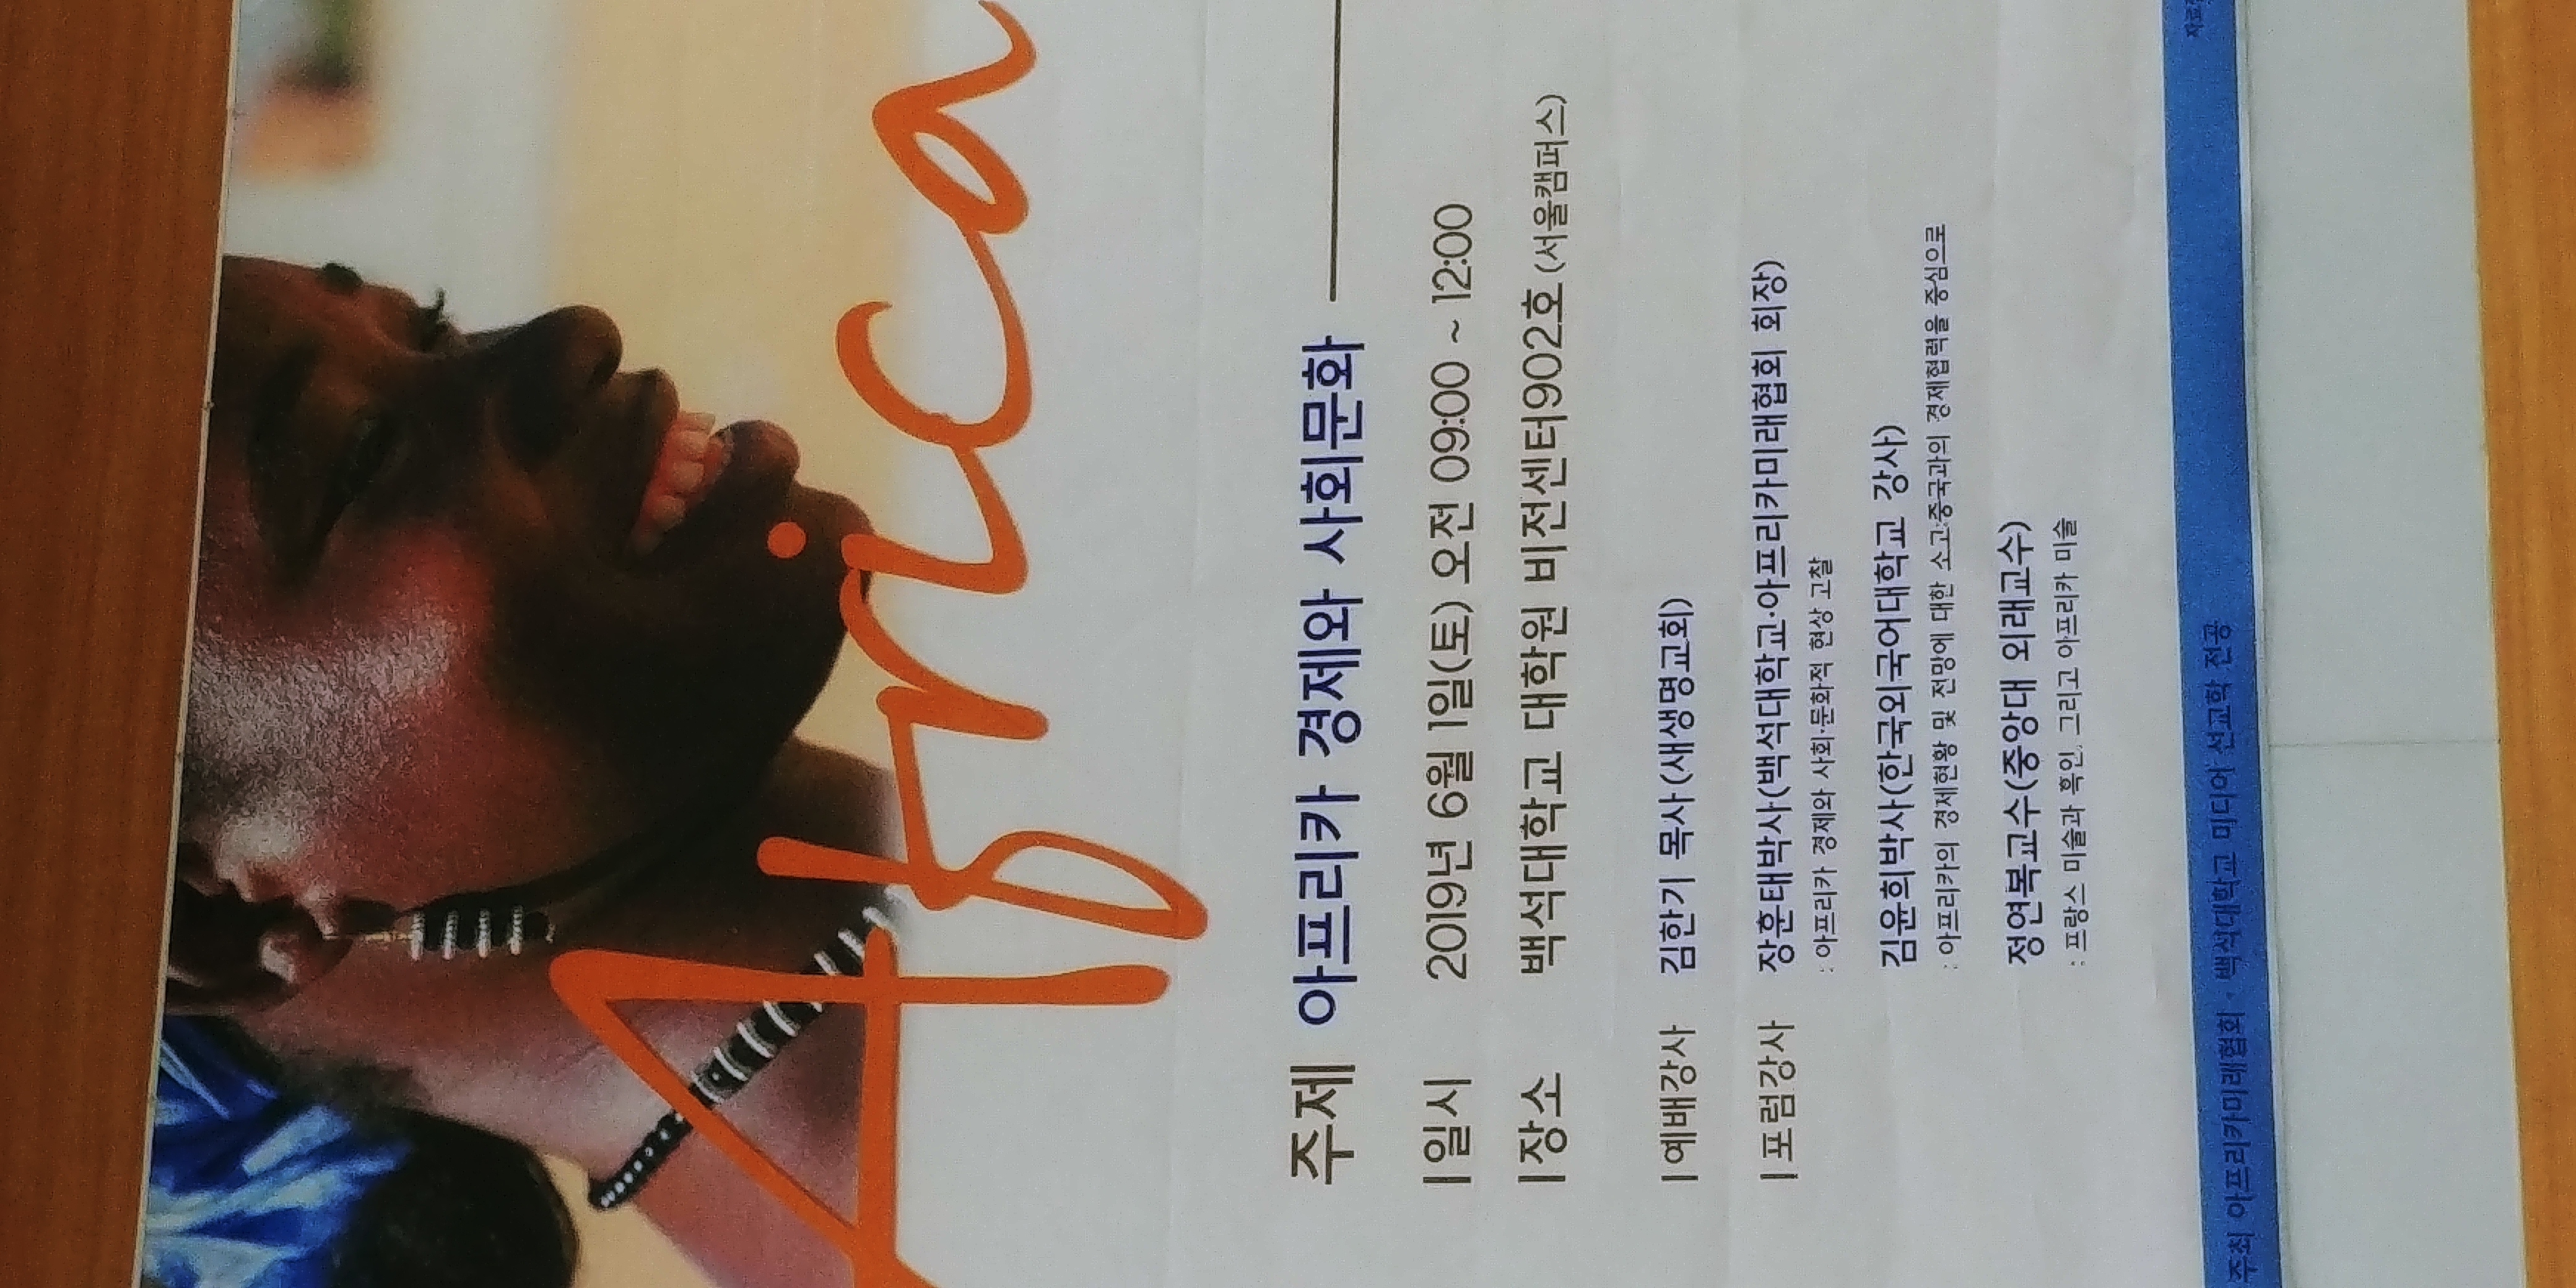 Africa
주제 아프리카 경제와 사회문화
| 일시 2019년 6월 1일(토) 오전 09:00 ~ 12:00
| 장소 백석대학교 대학원 비전센터902호 (서울캠퍼스)
| 예배강사 김한기 목사(새생명교회)
| 포럼강사 장훈태박사(백석대학교·아프리카미래협회 회장)
: 아프리카 경제와 사회·문화적 현상 고찰
김윤희박사(한국외국어대학교 강사)
: 아프리카의 경제현황 및 전망에 대한 소고:중국과의 경제협력을 중심으로
정연복교수(중앙대 외래교수)
: 프랑스 미술과 흑인, 그리고 아프리카 미술
주최 아프리카미래협회 · 백석대학교 미디어 선교학 전공